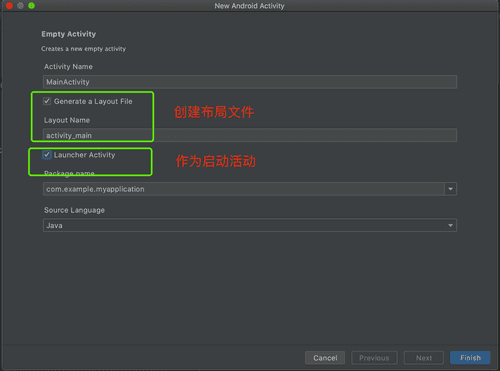 New Android Activity
Empty Activity
Creates a new empty activity
Activity Name
MainActivity
Generate a Layout File
创建布局文件
Layout Name
activity_main
Launcher Activity
作为启动活动
Package name
com.example.myapplication
Source Language
Java
Cancel
Previous
Next
Finish